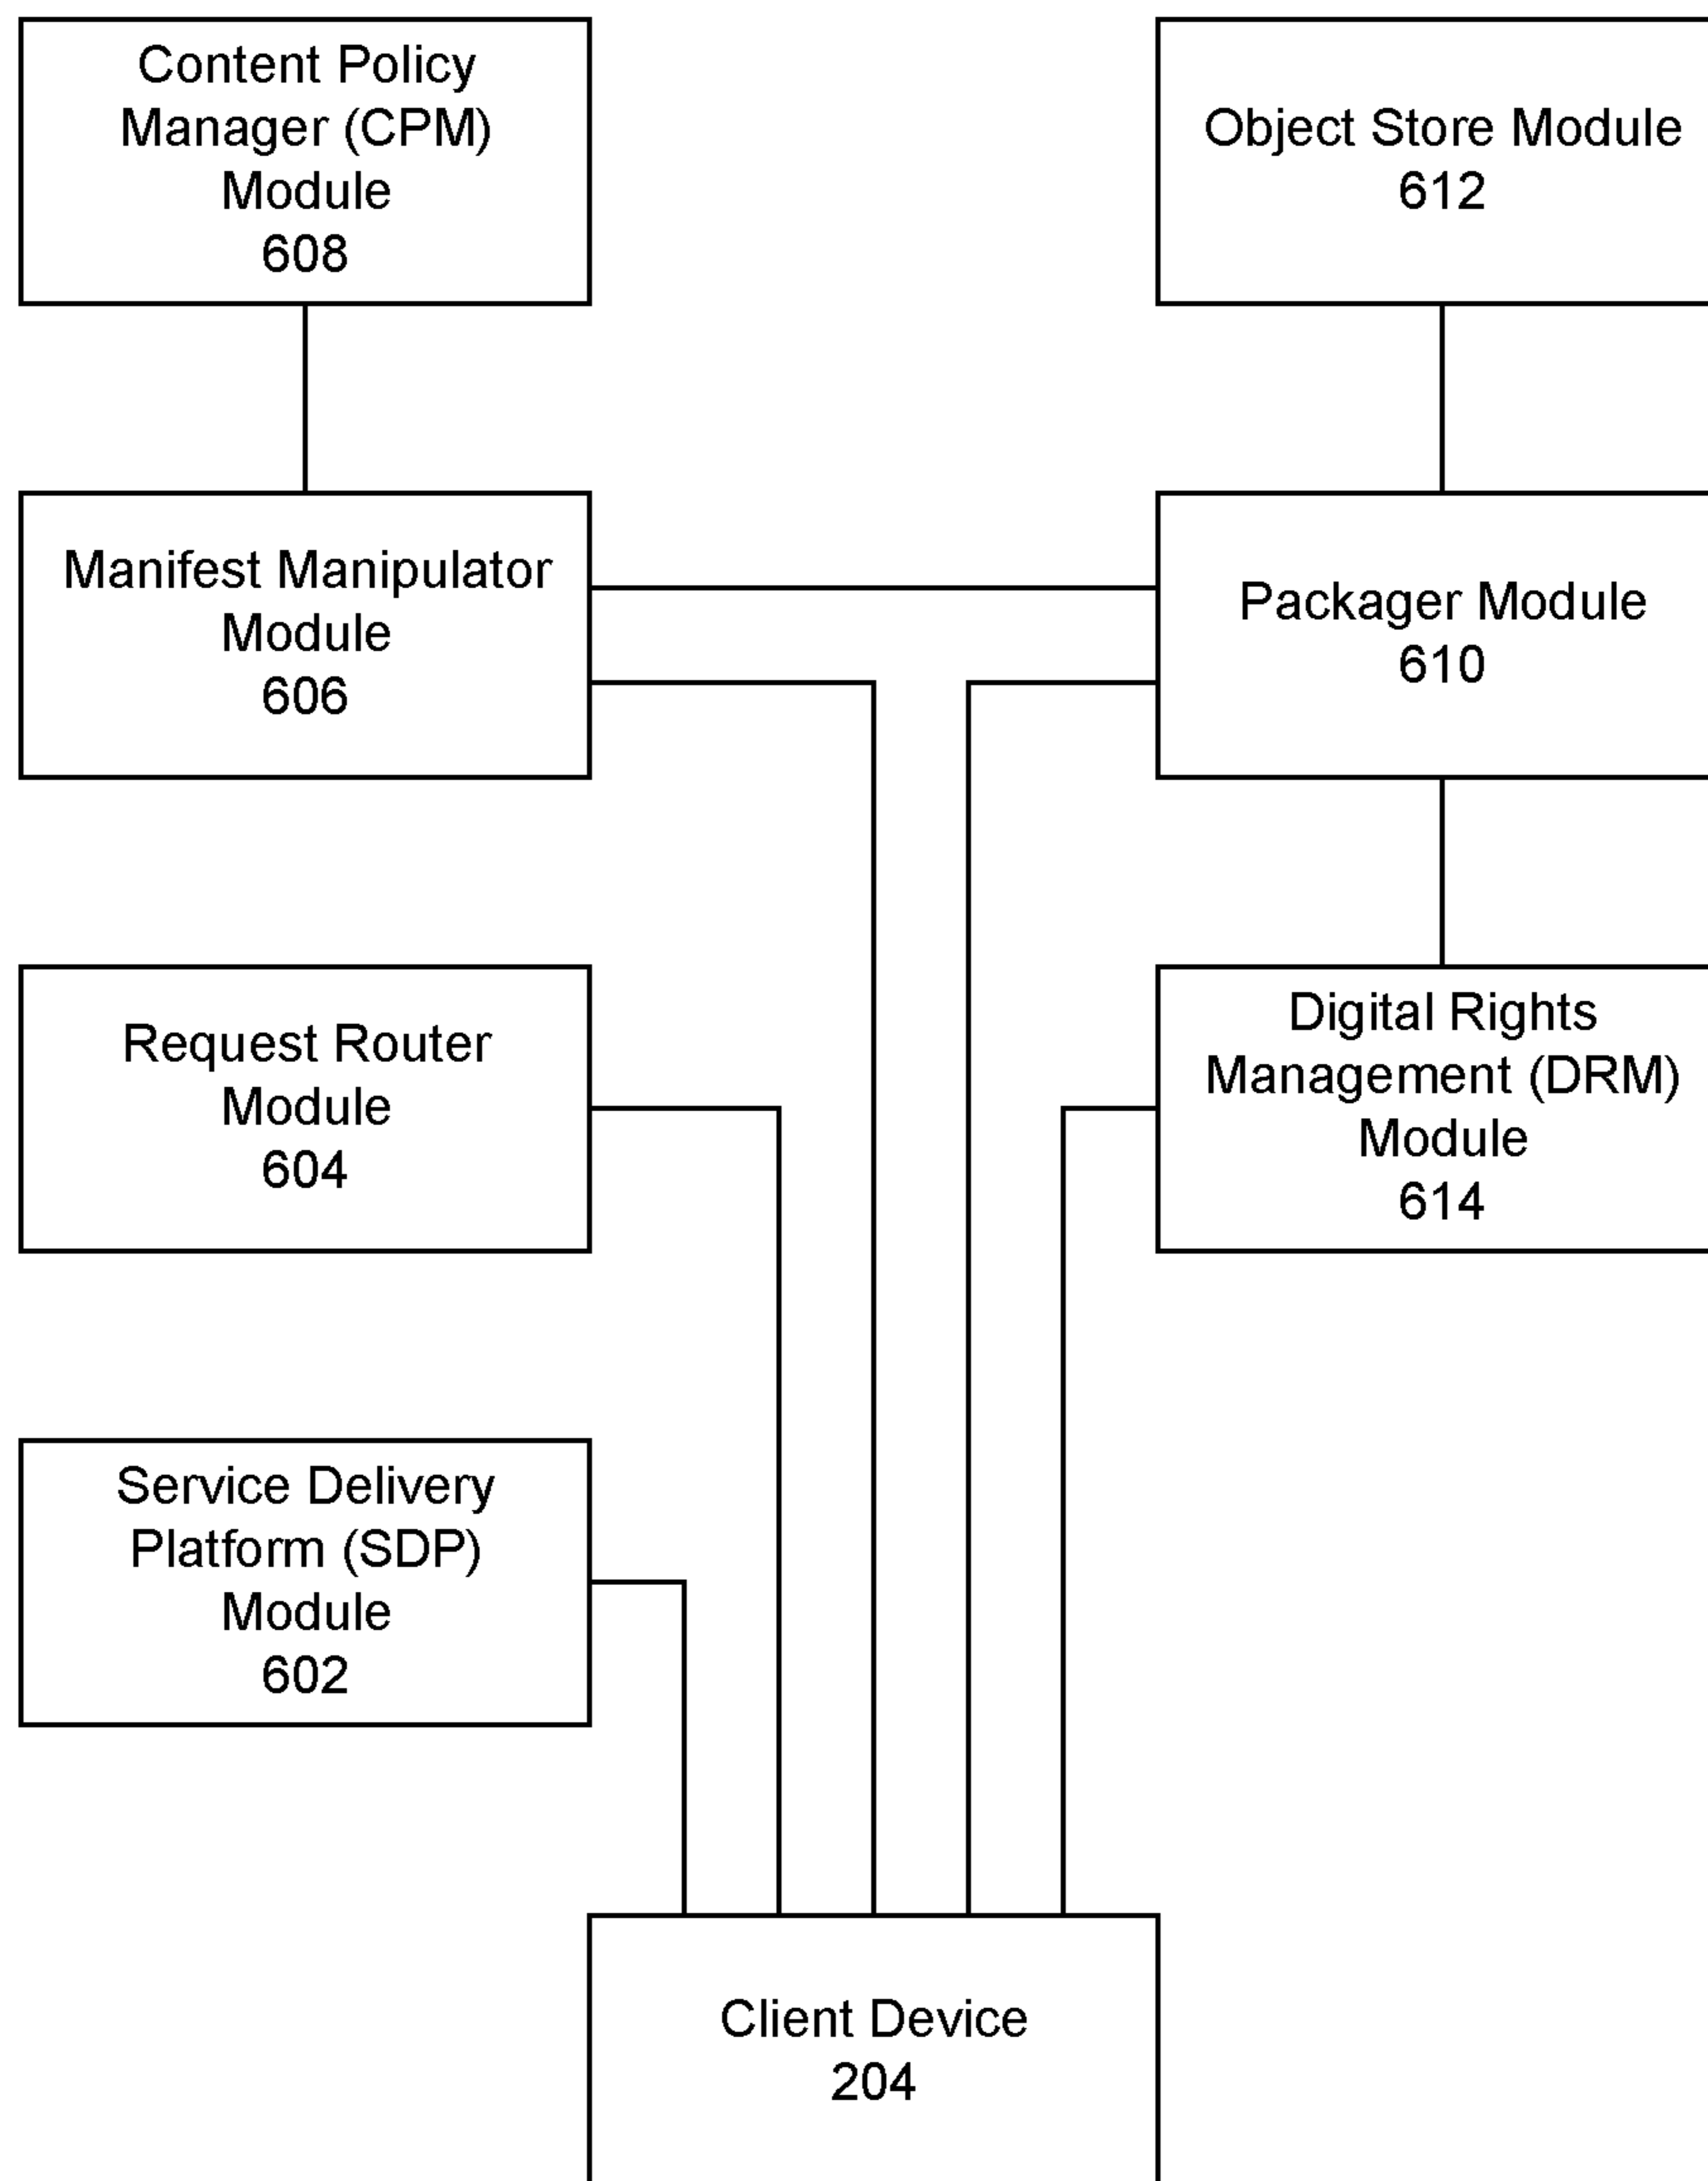 Content Policy
Manager (CPM)
Module
608
Object Store Module
612
Manifest Manipulator
Module
606
Packager Module
610
Request Router
Module
604
Digital Rights
Management (DRM)
Module
614
Service Delivery
Platform (SDP)
Module
602
Client Device
204